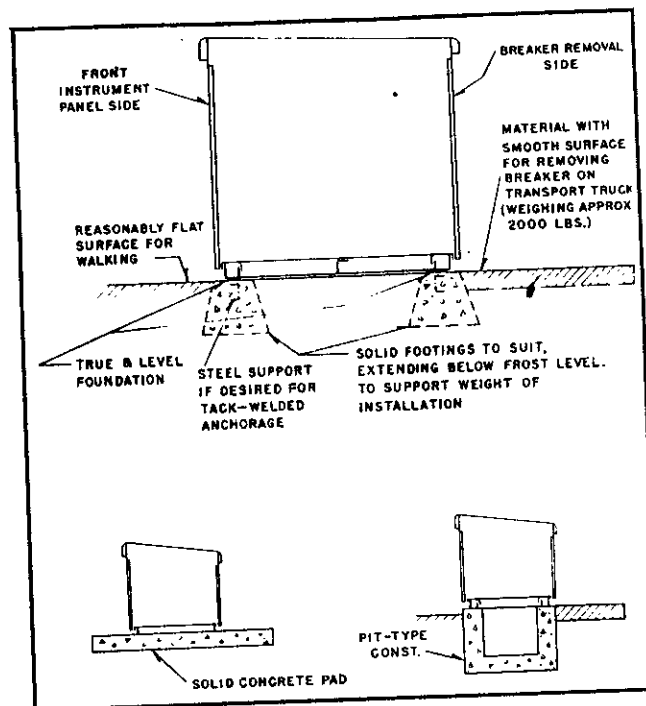 FRONT
INSTRUMENT
PANEL SIDE
BREAKER REMOVAL
SIDE
MATERIAL WITH
SMOOTH SURFACE
FOR REMOVING
BREAKER ON
TRANSPORT TRUCK
(WEIGHING APPROX
2000 LBS.)
REASONABLY FLAT
SURFACE FOR
WALKING
TRUE & LEVEL
FOUNDATION
STEEL SUPPORT
IF DESIRED FOR
TACK-WELDED
ANCHORAGE
SOLID FOOTINGS TO SUIT,
EXTENDING BELOW FROST LEVEL.
TO SUPPORT WEIGHT OF
INSTALLATION
SOLID CONCRETE PAD
PIT-TYPE
CONST.